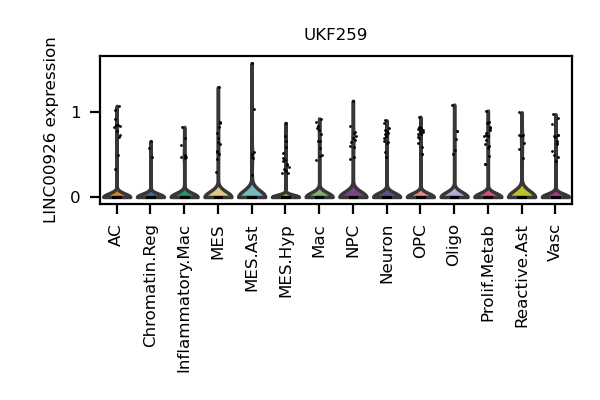 UKF259
LINC00926 expression
1
0
AC
Chromatin.Reg
Inflammatory.Mac
MES
MES.Ast
MES.Hyp
Mac
NPC
Neuron
OPC
Oligo
Prolif.Metab
Reactive.Ast
Vasc